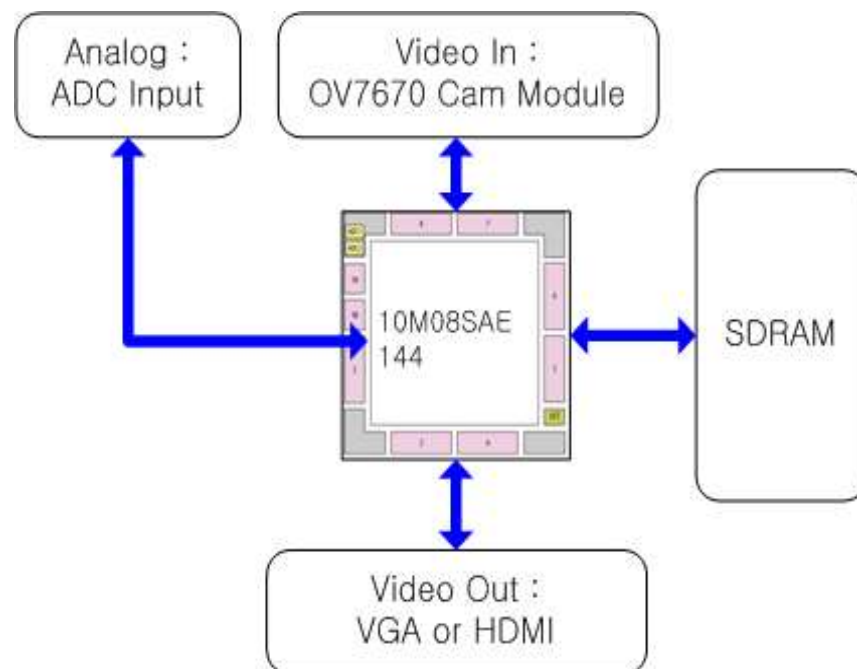 Analog :
ADC Input
Video In :
OV7670 Cam Module
10M08SAE
144
SDRAM
Video Out :
VGA or HDMI